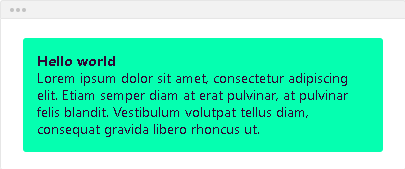 Hello world
Lorem ipsum dolor sit amet, consectetur adipiscing
elit. Etiam semper diam at erat pulvinar, at pulvinar
felis blandit. Vestibulum volutpat tellus diam,
consequat gravida libero rhoncus ut.